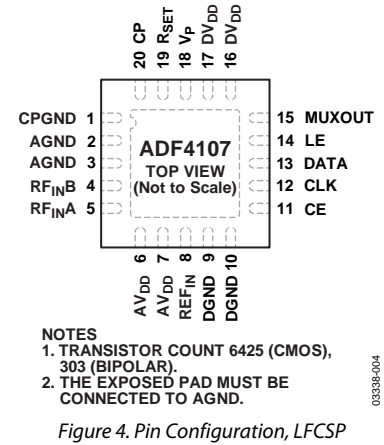 20 CP
19 RSET
18 VP
17 DVDD
16 DVDD
CPGND 1
AGND 2
AGND 3
RFINB 4
RFINA 5
ADF4107
TOP VIEW
(Not to Scale)
15 MUXOUT
14 LE
13 DATA
12 CLK
11 CE
AVDD 6
AVDD 7
REFIN 8
DGND 9
DGND 10
NOTES
1. TRANSISTOR COUNT 6425 (CMOS),
303 (BIPOLAR).
2. THE EXPOSED PAD MUST BE
CONNECTED TO AGND.
03338-004
Figure 4. Pin Configuration, LFCSP